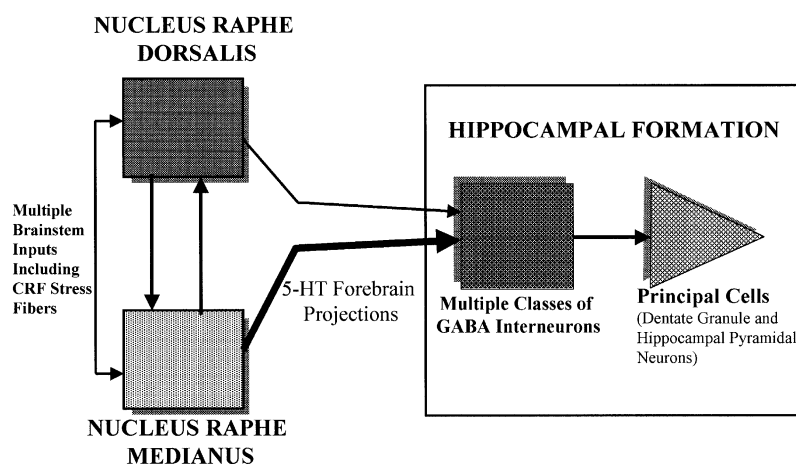 NUCLEUS RAPHE
DORSALIS
HIPPOCAMPAL FORMATION
Multiple
Brainstem
Inputs
Including
CRF Stress
Fibers
5-HT Forebrain
Projections
Multiple Classes of
GABA Interneurons
Principal Cells
(Dentate Granule and
Hippocampal Pyramidal
Neurons)
NUCLEUS RAPHE
MEDIANUS